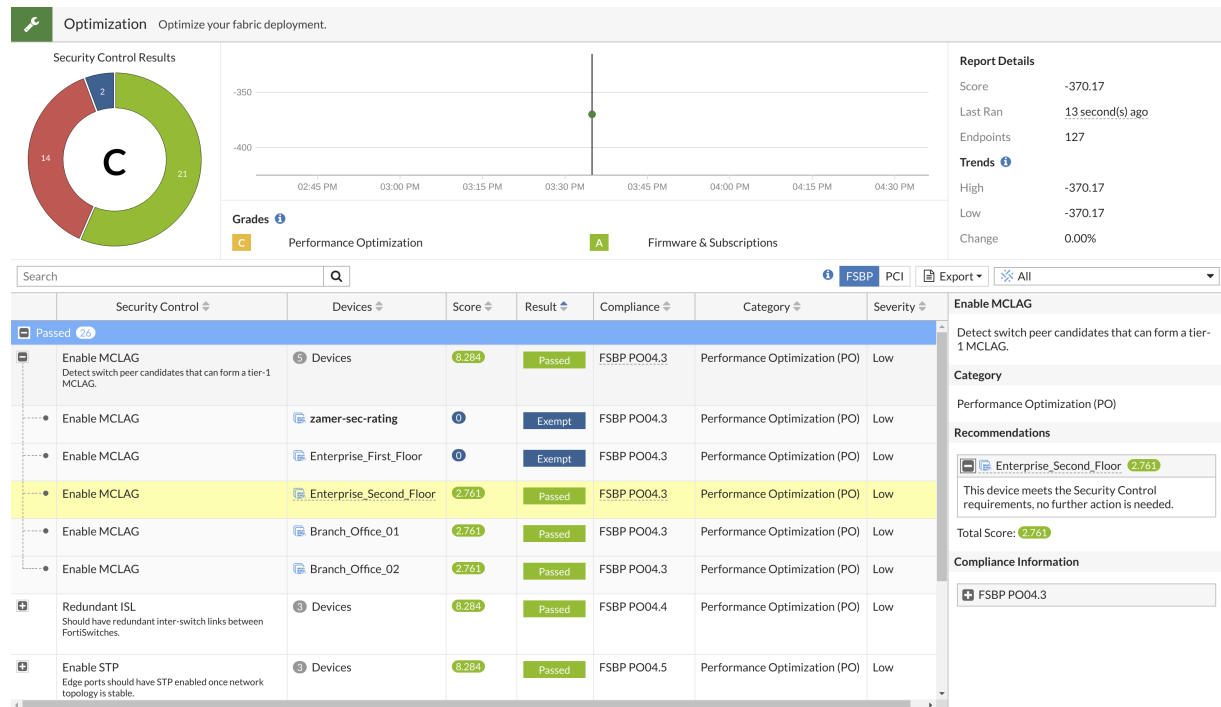 Optimization Optimize your fabric deployment.
Security Control Results
2
14
21
C
-350
-400
02:45 PM 03:00 PM 03:15 PM 03:30 PM 03:45 PM 04:00 PM 04:15 PM 04:30 PM
Grades
C Performance Optimization
A Firmware & Subscriptions
Report Details
Score -370.17
Last Ran 13 second(s) ago
Endpoints 127
Trends
High -370.17
Low -370.17
Change 0.00%
Search
FSBP PCI Export All
Security Control Devices Score Result Compliance Category Severity
Passed 26
Enable MCLAG 5 Devices 8.284 Passed FSBP PO04.3 Performance Optimization (PO) Low
Detect switch peer candidates that can form a tier-1
MCLAG.
Enable MCLAG zamer-sec-rating 0 Exempt FSBP PO04.3 Performance Optimization (PO) Low
Enable MCLAG Enterprise_First_Floor 0 Exempt FSBP PO04.3 Performance Optimization (PO) Low
Enable MCLAG Enterprise_Second_Floor 2.761 Passed FSBP PO04.3 Performance Optimization (PO) Low
Enable MCLAG Branch_Office_01 2.761 Passed FSBP PO04.3 Performance Optimization (PO) Low
Enable MCLAG Branch_Office_02 2.761 Passed FSBP PO04.3 Performance Optimization (PO) Low
Redundant ISL 3 Devices 8.284 Passed FSBP PO04.4 Performance Optimization (PO) Low
Should have redundant inter-switch links between
FortiSwitches.
Enable STP 3 Devices 8.284 Passed FSBP PO04.5 Performance Optimization (PO) Low
Edge ports should have STP enabled once network
topology is stable.
Enable MCLAG
Detect switch peer candidates that can form a tier-
1 MCLAG.
Category
Performance Optimization (PO)
Recommendations
Enterprise_Second_Floor 2.761
This device meets the Security Control
requirements, no further action is needed.
Total Score: 2.761
Compliance Information
FSBP PO04.3